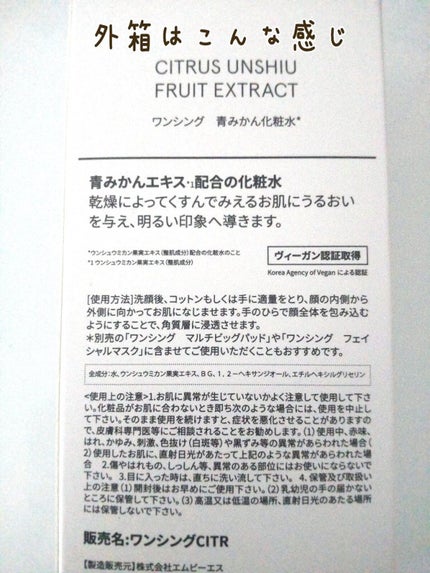 外箱はこんな感じ
CITRUS UNSHIU
FRUIT EXTRACT
ワンシング 青みかん化粧水*
青みかんエキス*1配合の化粧水
乾燥によってくすんでみえるお肌にうるおい
を与え、明るい印象へ導きます。
*ウンシュウミカン果実エキス(整肌成分)配合の化粧水のこと
*1 ウンシュウミカン果実エキス(整肌成分)
ヴィーガン認証取得
Korea Agency of Vegan による認証
[使用方法]洗顔後、コットンもしくは手に適量をとり、顔の内側から
外側に向かってお肌になじませます。手のひらで顔全体を包み込む
ようにすることで、角質層に浸透させます。
＊別売の「ワンシング マルチビッグパッド」や「ワンシング フェイ
シャルマスク」に含ませてご使用いただくこともおすすめです。
全成分:水、ウンシュウミカン果実エキス、BG、1,2-ヘキサンジオール、エチルヘキシルグリセリン
<使用上の注意>1.お肌に異常が生じていないかよく注意して使用して下さ
い。化粧品がお肌に合わないとき即ち次のような場合には、使用を中止し
て下さい。そのまま使用を続けますと、症状を悪化させることがありますの
で、皮膚科専門医等にご相談されることをお勧めします。(1)使用中、赤味、
はれ、かゆみ、刺激、色抜け(白斑等)や黒ずみ等の異常があらわれた場合(
2)使用したお肌に、直射日光があたって上記のような異常があらわれた場
合 2.傷やはれもの、しっしん等、異常のある部位にはお使いにならないで
下さい。 3.目に入った時は、直ちに洗い流して下さい。 4.保管及び取扱い
上の注意(1)開封後はお早めにご使用下さい。(2)乳幼児の手の届かない
ところに保管して下さい。(3)高温又は低温の場所、直射日光のあたる場所
には保管しないで下さい。
販売名:ワンシングCITR
【製造販売元】株式会社エムビーエス